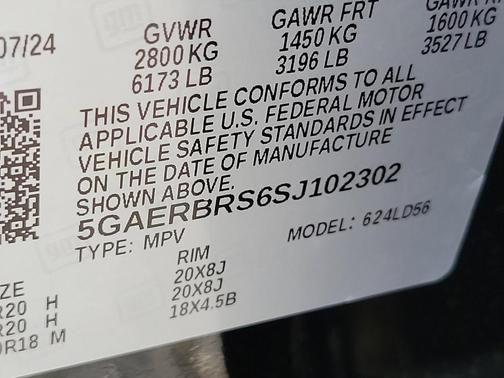 07/24
GVWR
2800 KG
6173 LB
GAWR FRT
1450 KG
3196 LB
GAWR
1600 KG
3527 LB
THIS VEHICLE CONFORMS TO ALL
APPLICABLE U.S. FEDERAL MOTOR
VEHICLE SAFETY STANDARDS IN EFFECT
ON THE DATE OF MANUFACTURE
SHOWN ABOVE.
5GAERBRS6SJ102302
TYPE: MPV
MODEL: 624LD56
ZE
R20 H
R20 H
0R18 M
RIM
20X8J
20X8J
18X4.5B